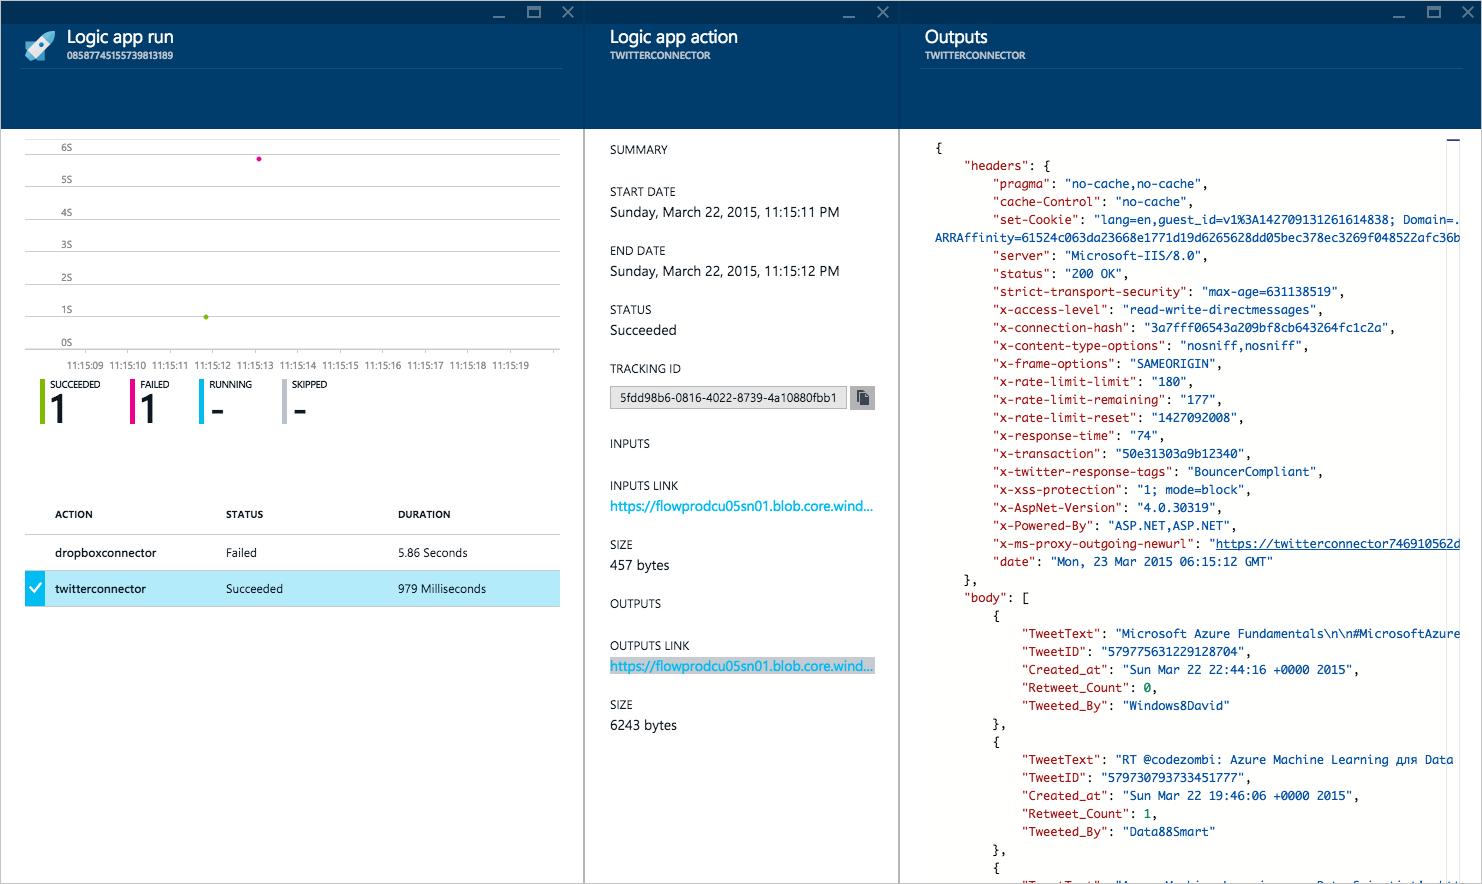 Logic app run
08587745155739813189
6S
5S
4S
3S
2S
1S
0S
11:15:09 11:15:10 11:15:11 11:15:12 11:15:13 11:15:14 11:15:15 11:15:16 11:15:17 11:15:18 11:15:19
SUCCEEDED FAILED RUNNING SKIPPED
1 1 - -
ACTION STATUS DURATION
dropboxconnector Failed 5.86 Seconds
twitterconnector Succeeded 979 Milliseconds
Logic app action
TWITTERCONNECTOR
SUMMARY
START DATE
Sunday, March 22, 2015, 11:15:11 PM
END DATE
Sunday, March 22, 2015, 11:15:12 PM
STATUS
Succeeded
TRACKING ID
5fdd98b6-0816-4022-8739-4a10880fbb1
INPUTS
INPUTS LINK
https://flowprodcu05sn01.blob.core.wind...
SIZE
457 bytes
OUTPUTS
OUTPUTS LINK
https://flowprodcu05sn01.blob.core.wind...
SIZE
6243 bytes
Outputs
TWITTERCONNECTOR
{
"headers": {
"pragma": "no-cache,no-cache",
"cache-Control": "no-cache",
"set-Cookie": "lang=en,guest_id=v1%3A142709131261614838; Domain=.
ARRAffinity=61524c063da23668e1771d19d6265628dd05bec378ec3269f048522afc36b
"server": "Microsoft-IIS/8.0",
"status": "200 OK",
"strict-transport-security": "max-age=631138519",
"x-access-level": "read-write-directmessages",
"x-connection-hash": "3a7fff06543a209bf8cb643264fc1c2a",
"x-content-type-options": "nosniff,nosniff",
"x-frame-options": "SAMEORIGIN",
"x-rate-limit-limit": "180",
"x-rate-limit-remaining": "177",
"x-rate-limit-reset": "1427092008",
"x-response-time": "74",
"x-transaction": "50e31303a9b12340",
"x-twitter-response-tags": "BouncerCompliant",
"x-xss-protection": "1; mode=block",
"x-AspNet-Version": "4.0.30319",
"x-Powered-By": "ASP.NET,ASP.NET",
"x-ms-proxy-outgoing-newurl": "https://twitterconnector746910562d
"date": "Mon, 23 Mar 2015 06:15:12 GMT"
},
"body": [
{
"TweetText": "Microsoft Azure Fundamentals\n\n#MicrosoftAzure
"TweetID": "579775631229128704",
"Created_at": "Sun Mar 22 22:44:16 +0000 2015",
"Retweet_Count": 0,
"Tweeted_By": "Windows8David"
},
{
"TweetText": "RT @codezombi: Azure Machine Learning для Data
"TweetID": "579730793733451777",
"Created_at": "Sun Mar 22 19:46:06 +0000 2015",
"Retweet_Count": 1,
"Tweeted_By": "Data88Smart"
},
{